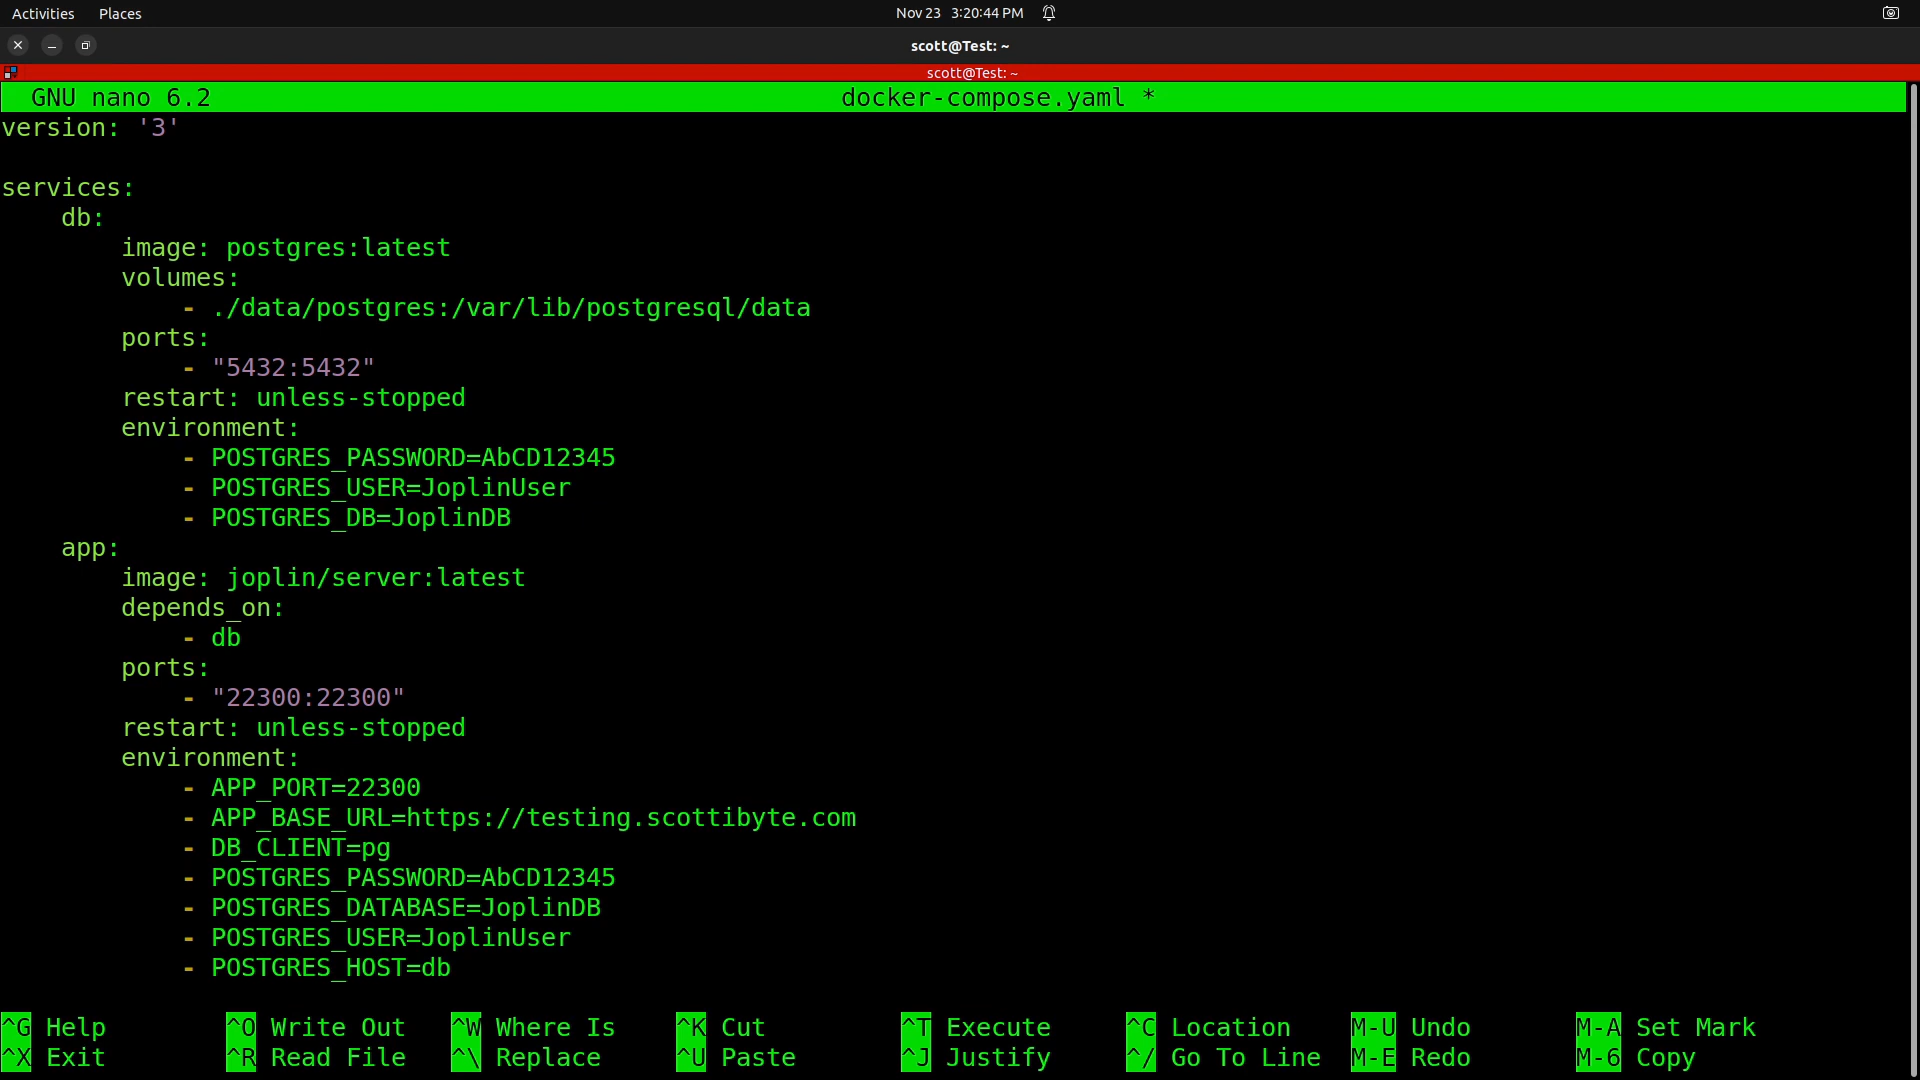 Activities Places Nov 23 3:20:44 PM
scott@Test: ~
scott@Test: ~
GNU nano 6.2 docker-compose.yaml *
version: '3'
services:
db:
image: postgres:latest
volumes:
- ./data/postgres:/var/lib/postgresql/data
ports:
- "5432:5432"
restart: unless-stopped
environment:
- POSTGRES_PASSWORD=AbCD12345
- POSTGRES_USER=JoplinUser
- POSTGRES_DB=JoplinDB
app:
image: joplin/server:latest
depends_on:
- db
ports:
- "22300:22300"
restart: unless-stopped
environment:
- APP_PORT=22300
- APP_BASE_URL=https://testing.scottibyte.com
- DB_CLIENT=pg
- POSTGRES_PASSWORD=AbCD12345
- POSTGRES_DATABASE=JoplinDB
- POSTGRES_USER=JoplinUser
- POSTGRES_HOST=db
^G Help ^O Write Out ^W Where Is ^K Cut ^T Execute ^C Location M-U Undo M-A Set Mark
^X Exit ^R Read File ^\ Replace ^U Paste ^J Justify ^/ Go To Line M-E Redo M-6 Copy